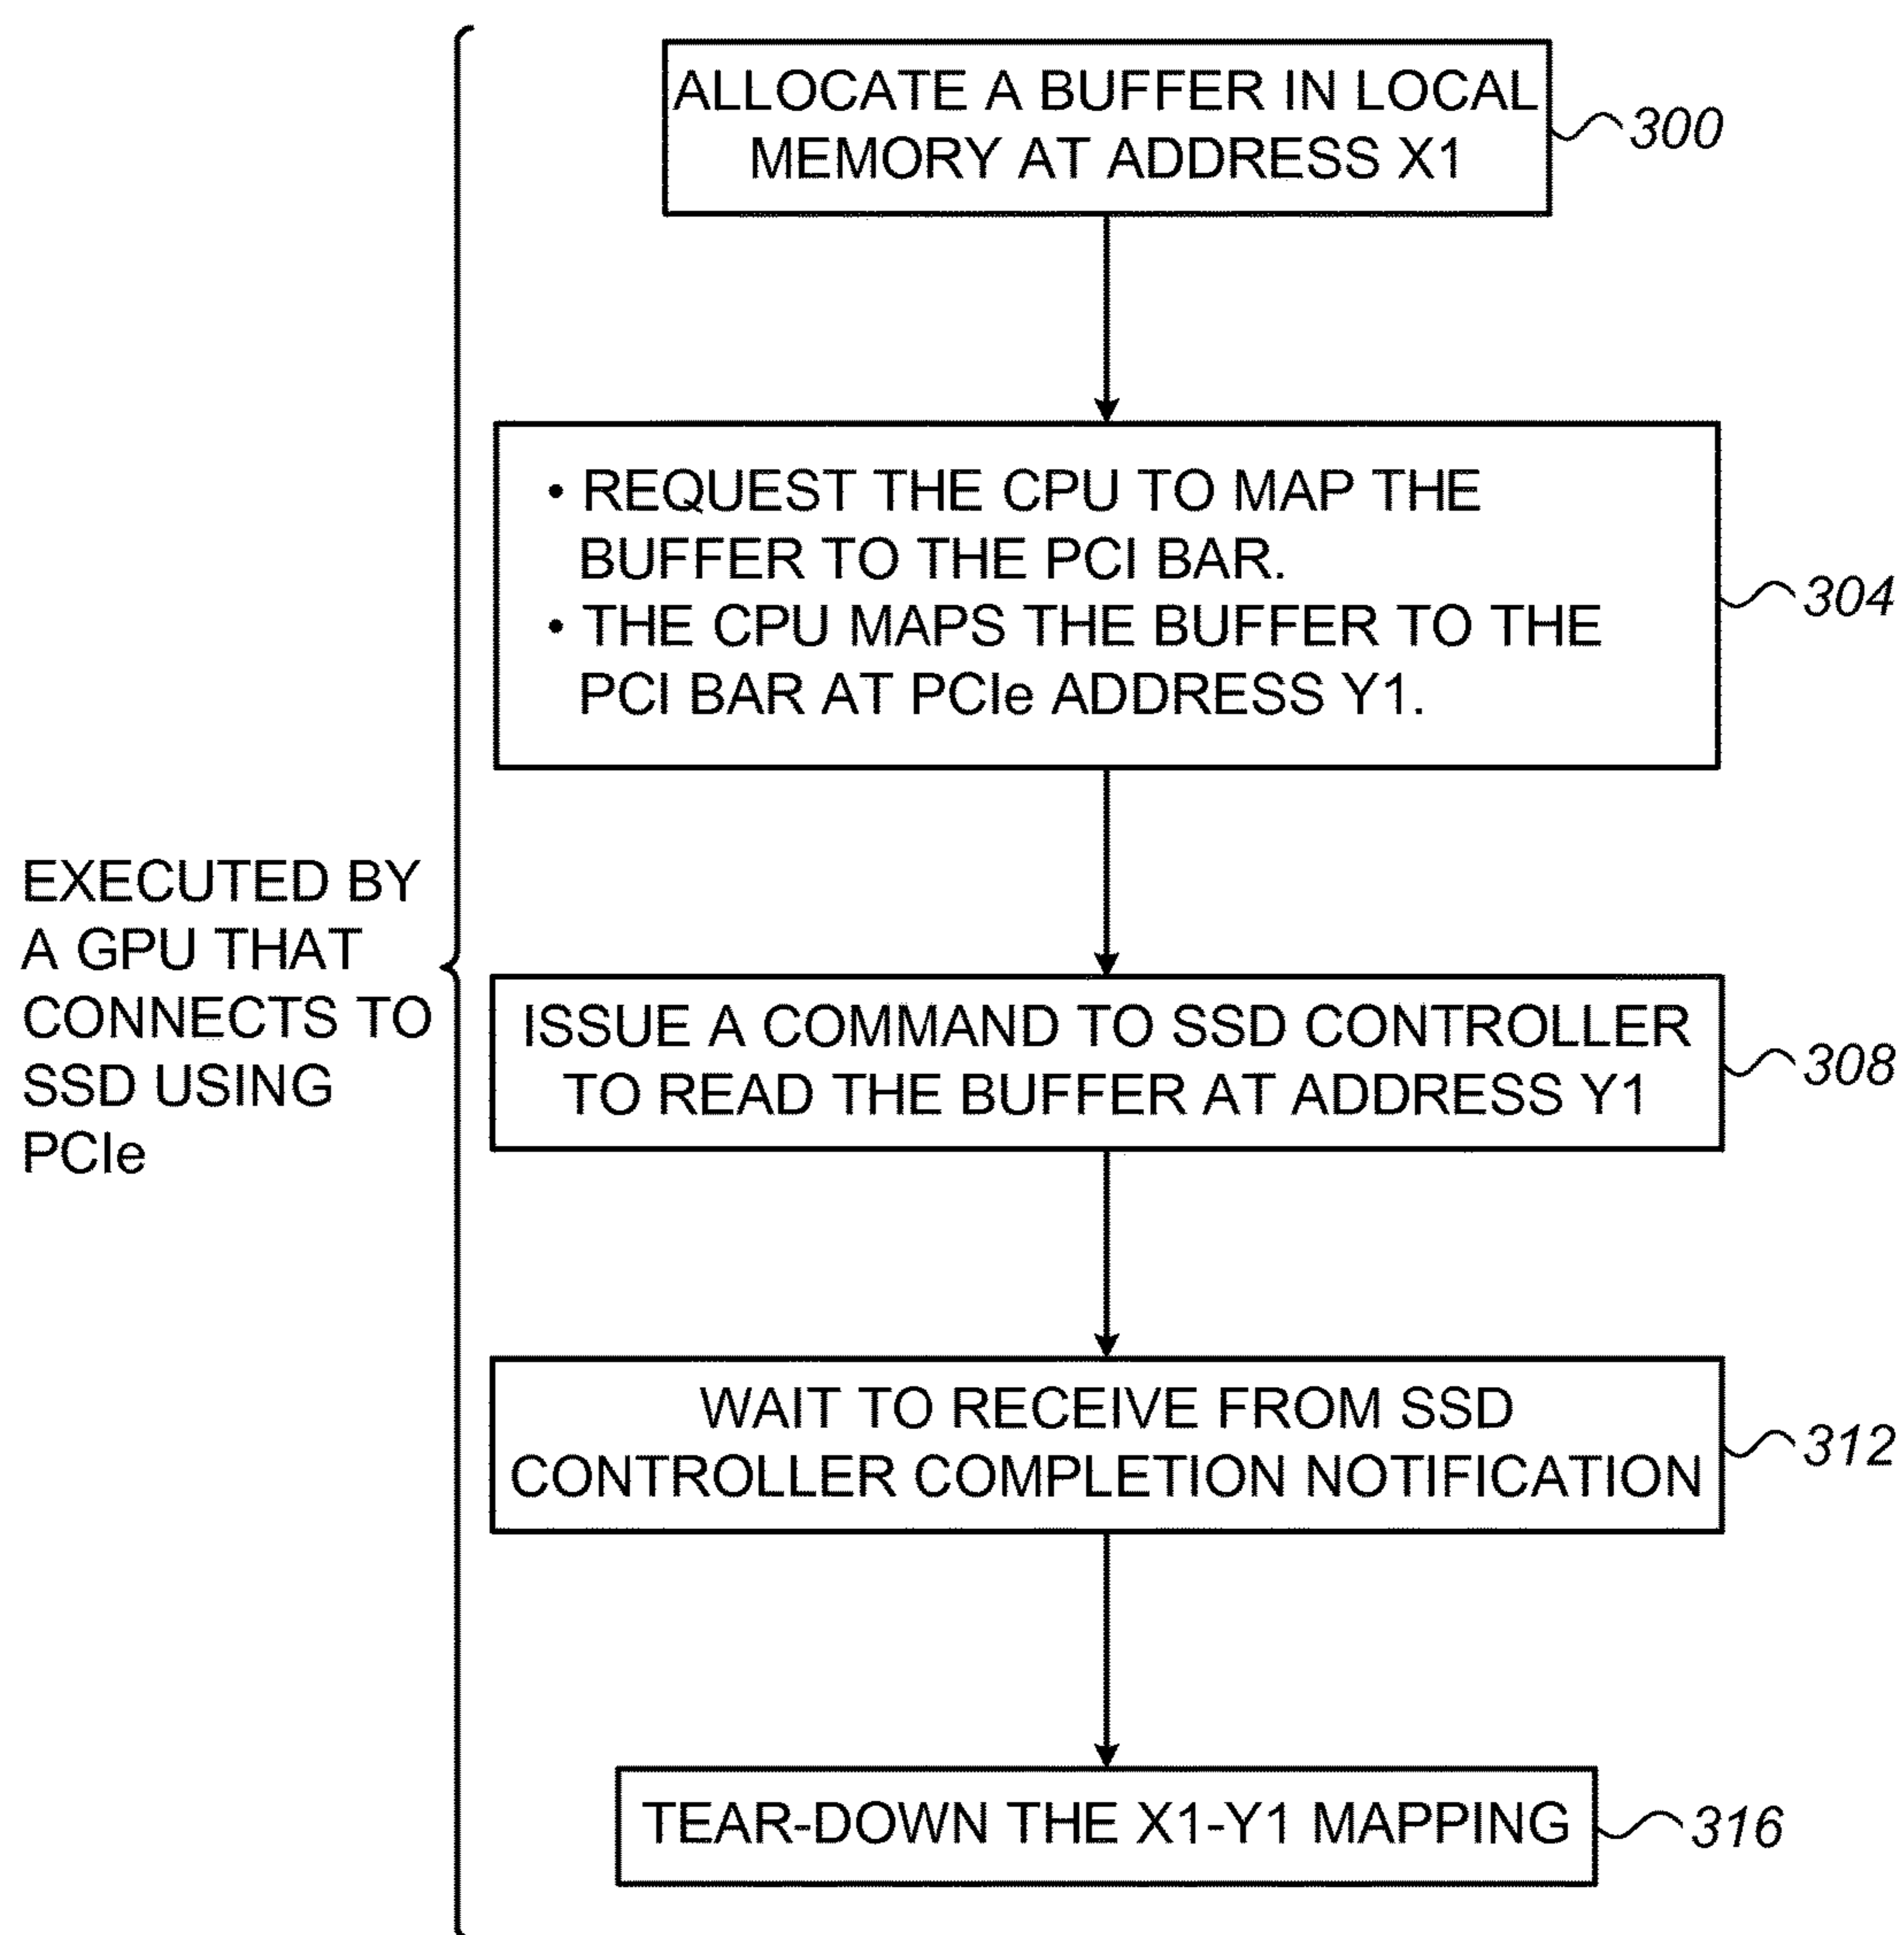 ALLOCATE A BUFFER IN LOCAL
MEMORY AT ADDRESS X1
300
• REQUEST THE CPU TO MAP THE
BUFFER TO THE PCI BAR.
• THE CPU MAPS THE BUFFER TO THE
PCI BAR AT PCIe ADDRESS Y1.
304
EXECUTED BY
A GPU THAT
CONNECTS TO
SSD USING
PCIe
ISSUE A COMMAND TO SSD CONTROLLER
TO READ THE BUFFER AT ADDRESS Y1
308
WAIT TO RECEIVE FROM SSD
CONTROLLER COMPLETION NOTIFICATION
312
TEAR-DOWN THE X1-Y1 MAPPING
316